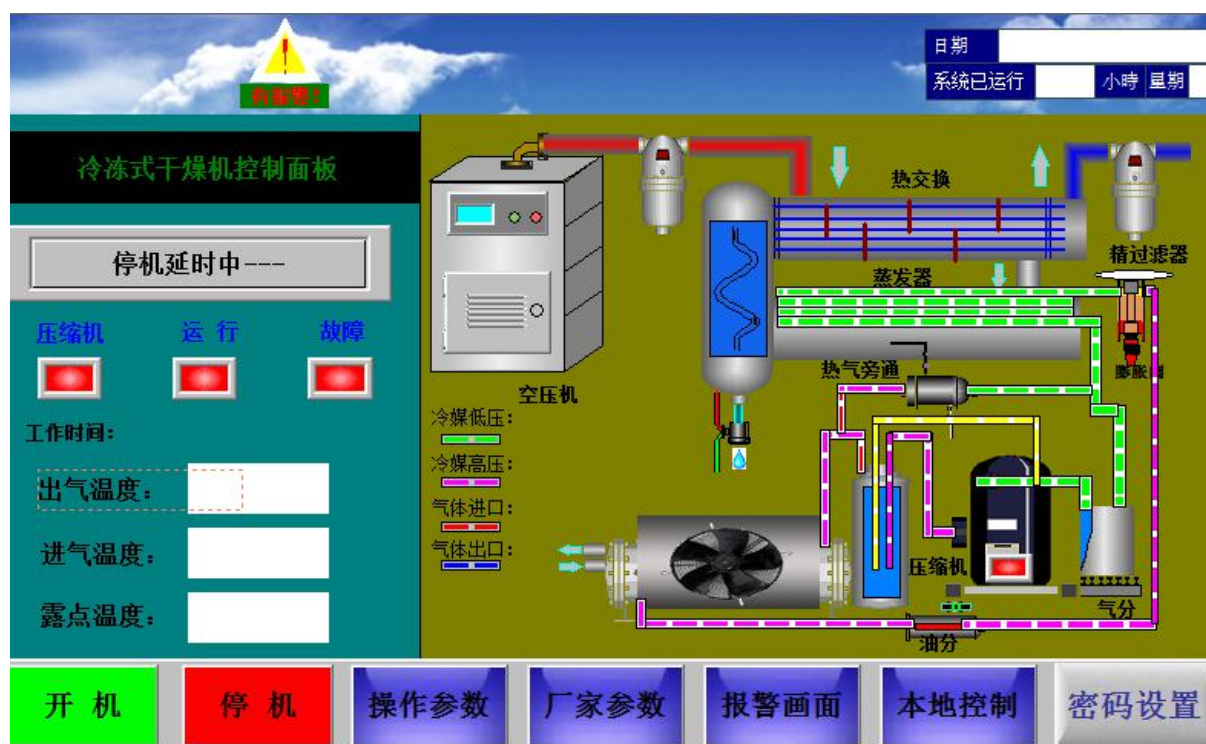 有报警!
日期
系统已运行 小時 星期
冷冻式干燥机控制面板
停机延时中---
压缩机 运行 故障
工作时间:
出气温度:
进气温度:
露点温度:
热交换
精过滤器
蒸发器
膨胀阀
热气旁通
空压机
冷媒低压:
冷媒高压:
气体进口:
气体出口:
压缩机
气分
油分
开机 停机 操作参数 厂家参数 报警画面 本地控制 密码设置